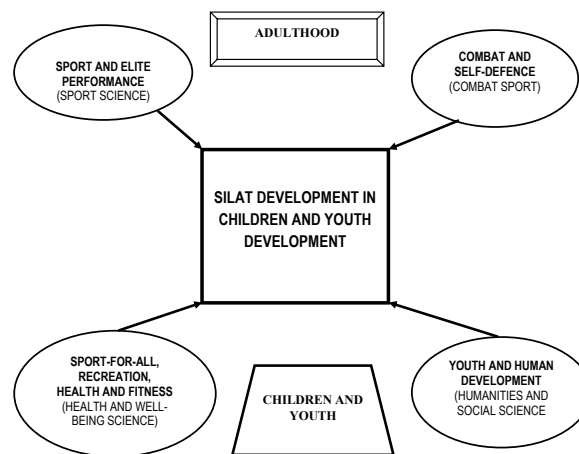 ADULTHOOD
SPORT AND ELITE
PERFORMANCE
(SPORT SCIENCE)
COMBAT AND
SELF-DEFENCE
(COMBAT SPORT)
SILAT DEVELOPMENT IN
CHILDREN AND YOUTH
DEVELOPMENT
SPORT-FOR-ALL,
RECREATION,
HEALTH AND FITNESS
(HEALTH AND WELL-
BEING SCIENCE)
CHILDREN AND
YOUTH
YOUTH AND HUMAN
DEVELOPMENT
(HUMANITIES AND
SOCIAL SCIENCE